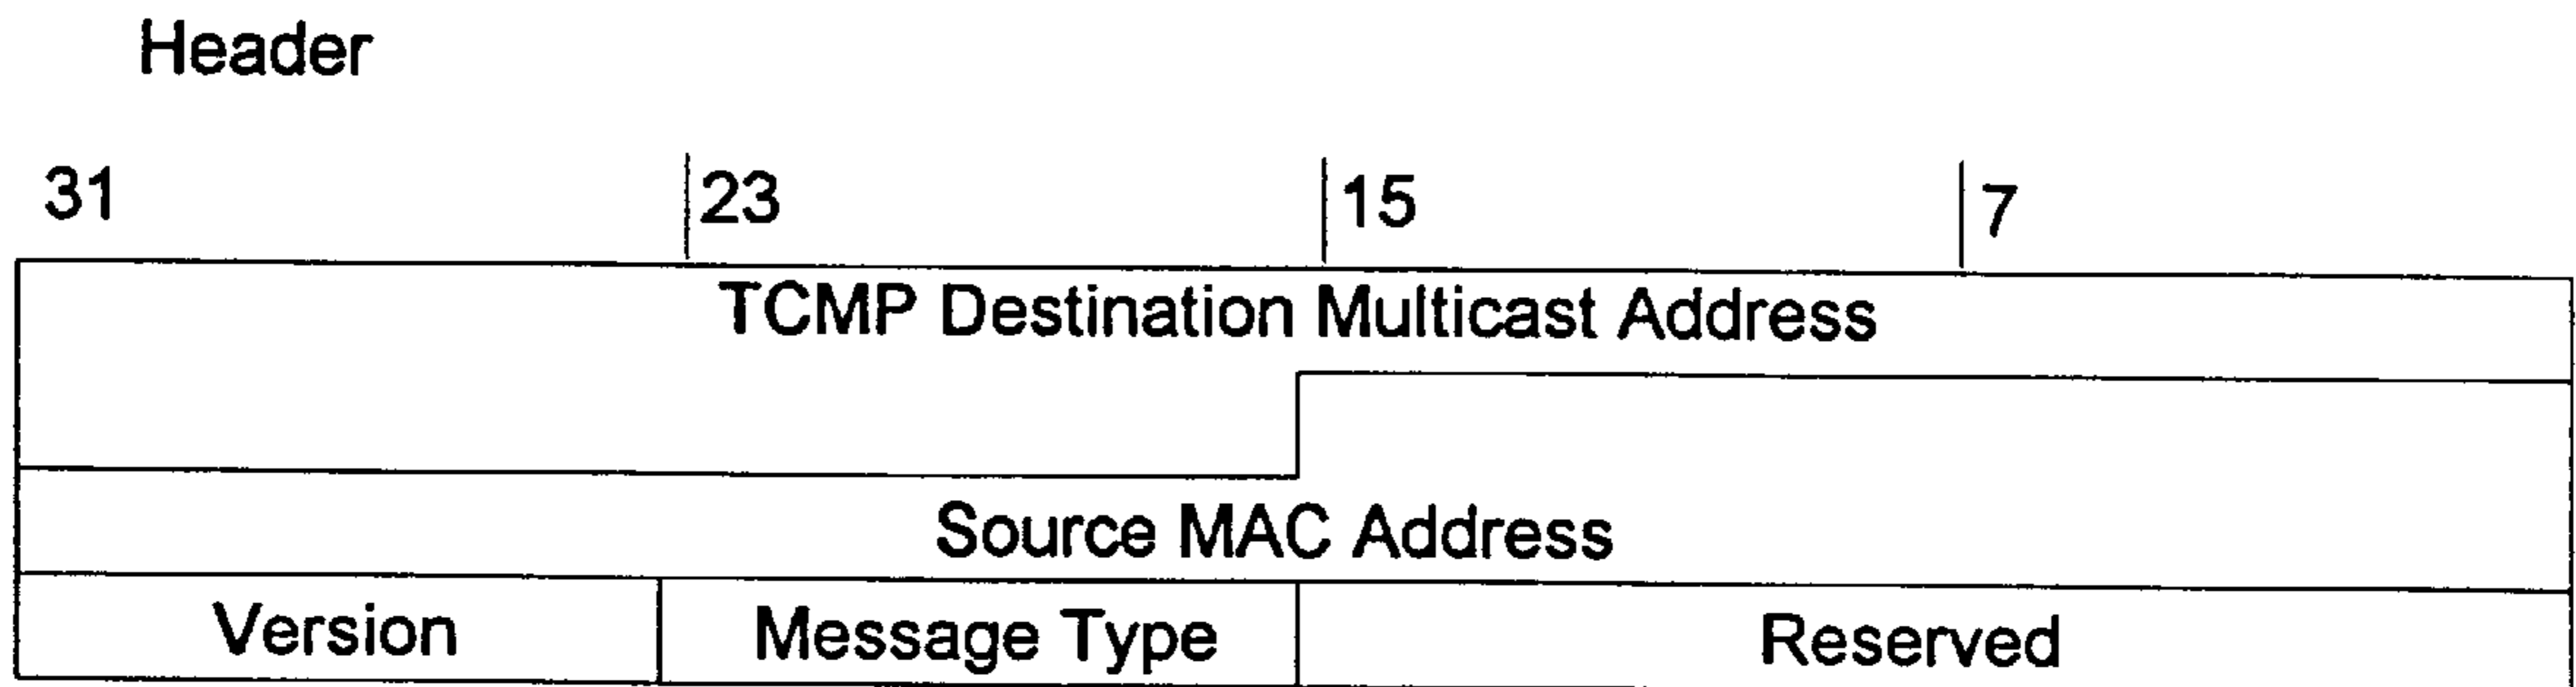 Header
31 23 15 7
TCMP Destination Multicast Address
Source MAC Address
Version Message Type Reserved